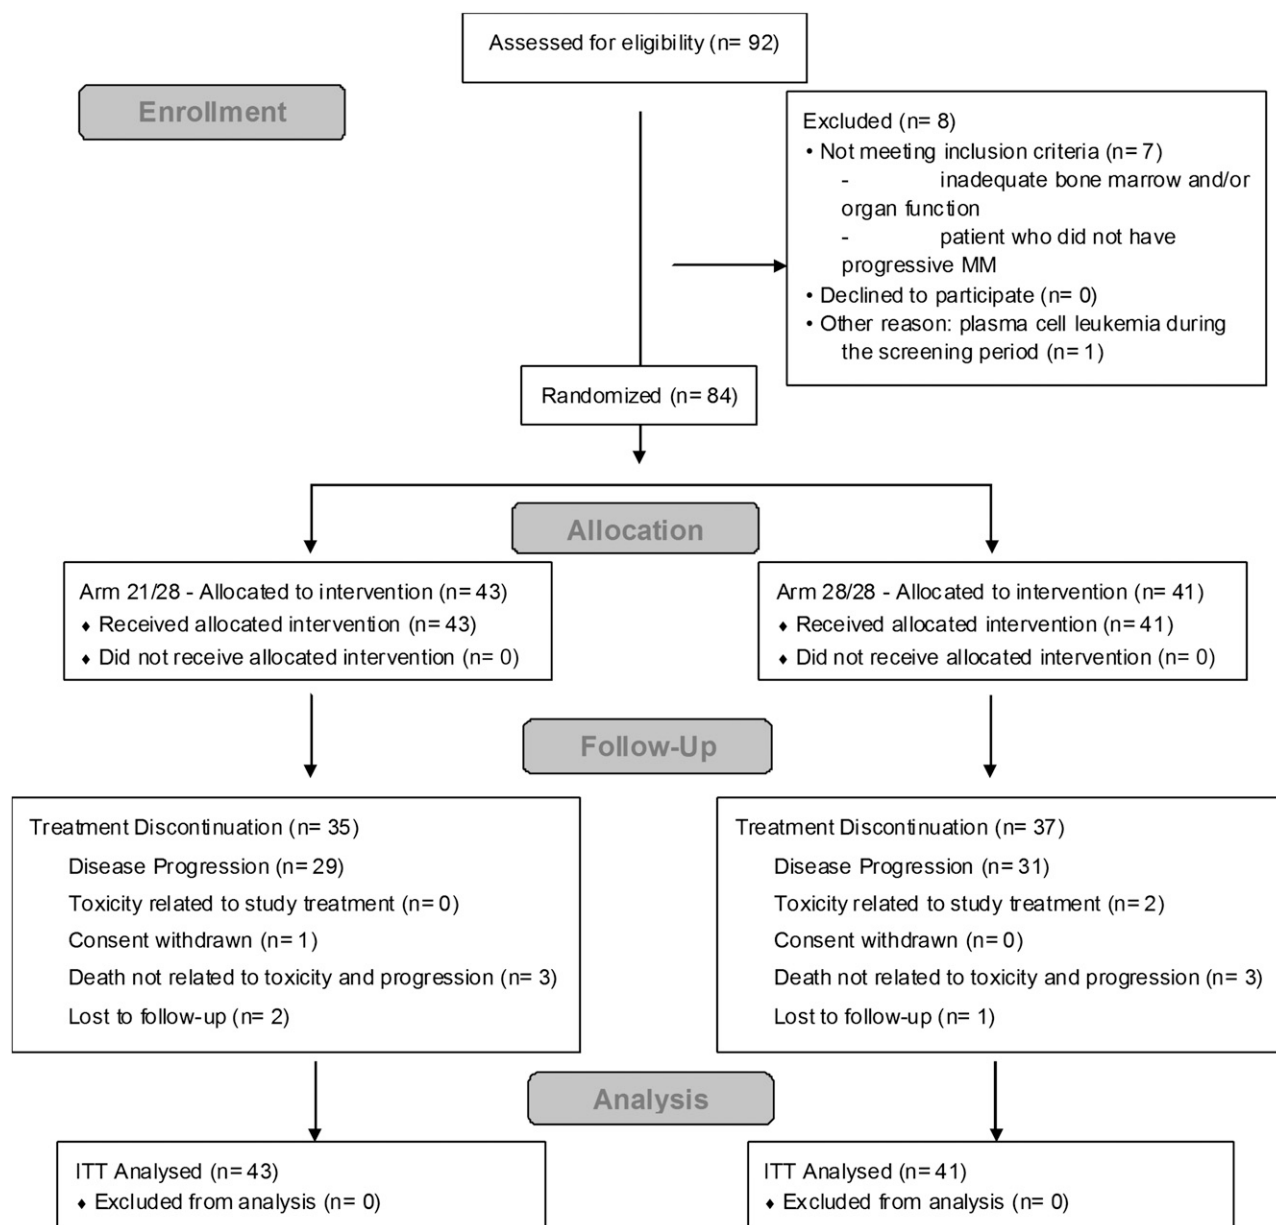 Assessed for eligibility (n= 92)
Enrollment
Excluded (n= 8)
• Not meeting inclusion criteria (n= 7)
- inadequate bone marrow and/or
organ function
- patient who did not have
progressive MM
• Declined to participate (n= 0)
• Other reason: plasma cell leukemia during
the screening period (n= 1)
Randomized (n= 84)
Allocation
Arm 21/28 - Allocated to intervention (n= 43)
♦ Received allocated intervention (n= 43)
♦ Did not receive allocated intervention (n= 0)
Arm 28/28 - Allocated to intervention (n= 41)
♦ Received allocated intervention (n= 41)
♦ Did not receive allocated intervention (n= 0)
Follow-Up
Treatment Discontinuation (n= 35)
Disease Progression (n= 29)
Toxicity related to study treatment (n= 0)
Consent withdrawn (n= 1)
Death not related to toxicity and progression (n= 3)
Lost to follow-up (n= 2)
Treatment Discontinuation (n= 37)
Disease Progression (n= 31)
Toxicity related to study treatment (n= 2)
Consent withdrawn (n= 0)
Death not related to toxicity and progression (n= 3)
Lost to follow-up (n= 1)
Analysis
ITT Analysed (n= 43)
♦ Excluded from analysis (n= 0)
ITT Analysed (n= 41)
♦ Excluded from analysis (n= 0)